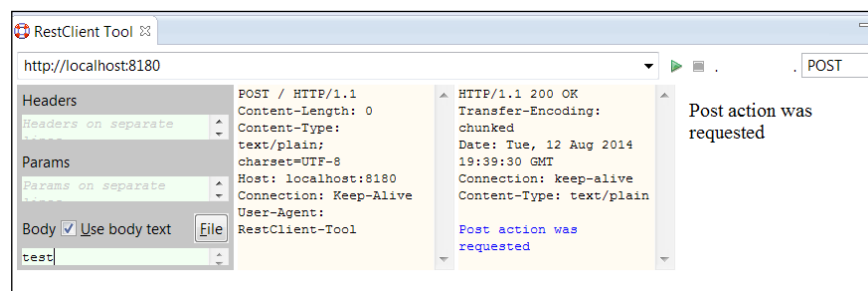 RestClient Tool
http://localhost:8180
. . POST
Headers
Headers on separate
Params
Params on separate
Body Use body text File
test
POST / HTTP/1.1
Content-Length: 0
Content-Type:
text/plain;
charset=UTF-8
Host: localhost:8180
Connection: Keep-Alive
User-Agent:
RestClient-Tool
HTTP/1.1 200 OK
Transfer-Encoding:
chunked
Date: Tue, 12 Aug 2014
19:39:30 GMT
Connection: keep-alive
Content-Type: text/plain
Post action was
requested
Post action was
requested